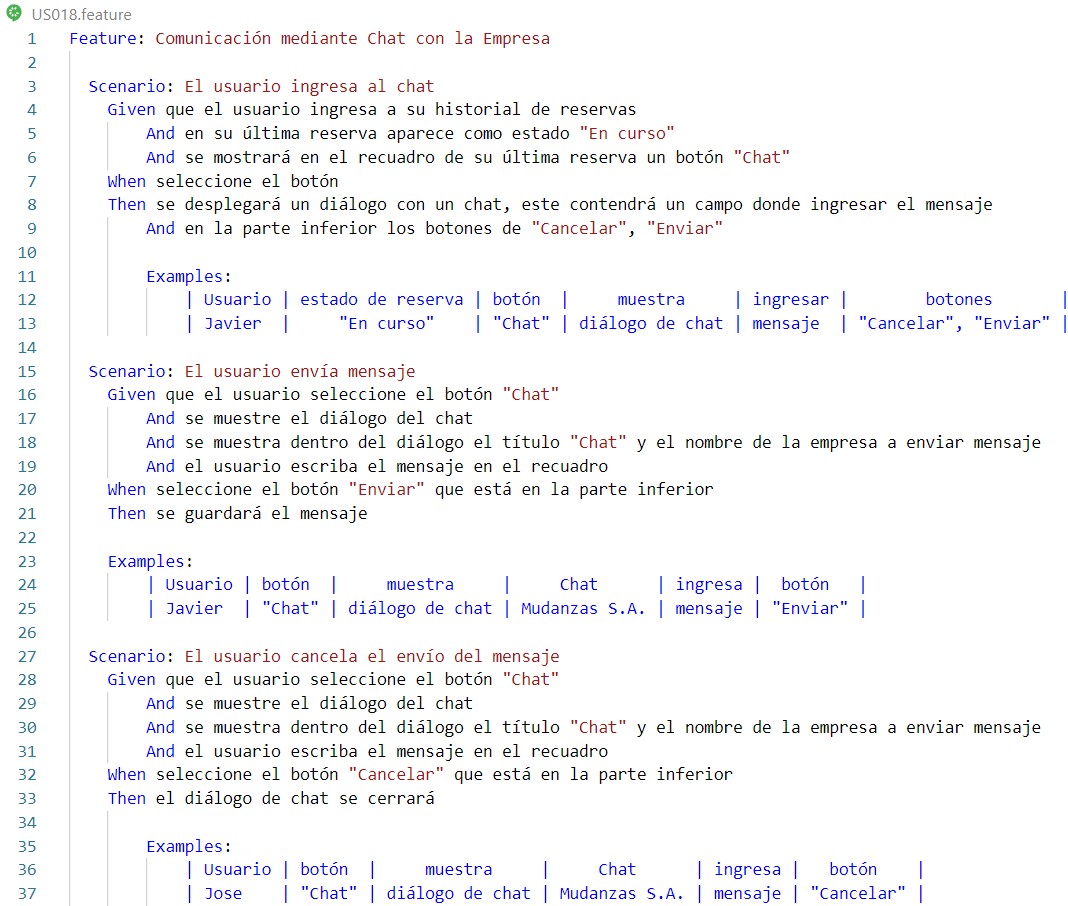 US018.feature
1 Feature: Comunicación mediante Chat con la Empresa
2
3 Scenario: El usuario ingresa al chat
4 Given que el usuario ingresa a su historial de reservas
5 And en su última reserva aparece como estado "En curso"
6 And se mostrará en el recuadro de su última reserva un botón "Chat"
7 When seleccione el botón
8 Then se desplegará un diálogo con un chat, este contendrá un campo donde ingresar el mensaje
9 And en la parte inferior los botones de "Cancelar", "Enviar"
10
11 Examples:
12 | Usuario | estado de reserva | botón | muestra | ingresar | botones |
13 | Javier | "En curso" | "Chat" | diálogo de chat | mensaje | "Cancelar", "Enviar" |
14
15 Scenario: El usuario envía mensaje
16 Given que el usuario seleccione el botón "Chat"
17 And se muestre el diálogo del chat
18 And se muestra dentro del diálogo el título "Chat" y el nombre de la empresa a enviar mensaje
19 And el usuario escriba el mensaje en el recuadro
20 When seleccione el botón "Enviar" que está en la parte inferior
21 Then se guardará el mensaje
22
23 Examples:
24 | Usuario | botón | muestra | Chat | ingresa | botón |
25 | Javier | "Chat" | diálogo de chat | Mudanzas S.A. | mensaje | "Enviar" |
26
27 Scenario: El usuario cancela el envío del mensaje
28 Given que el usuario seleccione el botón "Chat"
29 And se muestre el diálogo del chat
30 And se muestra dentro del diálogo el título "Chat" y el nombre de la empresa a enviar mensaje
31 And el usuario escriba el mensaje en el recuadro
32 When seleccione el botón "Cancelar" que está en la parte inferior
33 Then el diálogo de chat se cerrará
34
35 Examples:
36 | Usuario | botón | muestra | Chat | ingresa | botón |
37 | Jose | "Chat" | diálogo de chat | Mudanzas S.A. | mensaje | "Cancelar" |